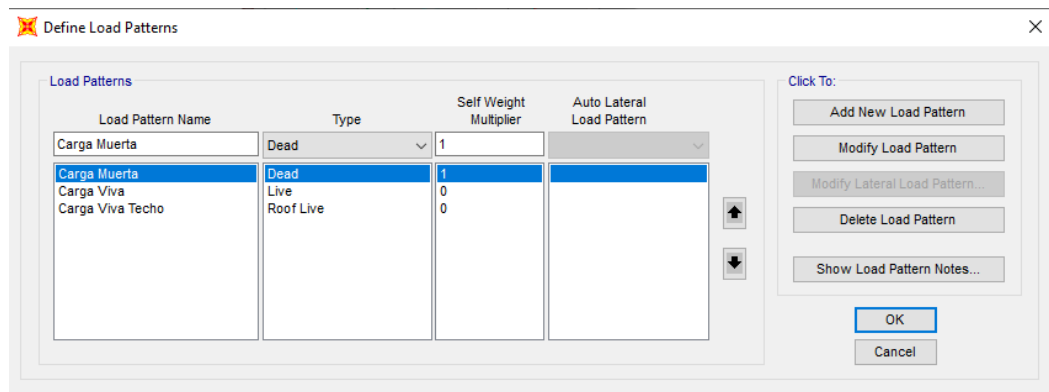 Define Load Patterns
Load Patterns
Load Pattern Name Type Self Weight Multiplier Auto Lateral Load Pattern
Carga Muerta Dead 1
Carga Muerta Dead 1
Carga Viva Live 0
Carga Viva Techo Roof Live 0
Click To:
Add New Load Pattern
Modify Load Pattern
Modify Lateral Load Pattern...
Delete Load Pattern
Show Load Pattern Notes...
OK
Cancel